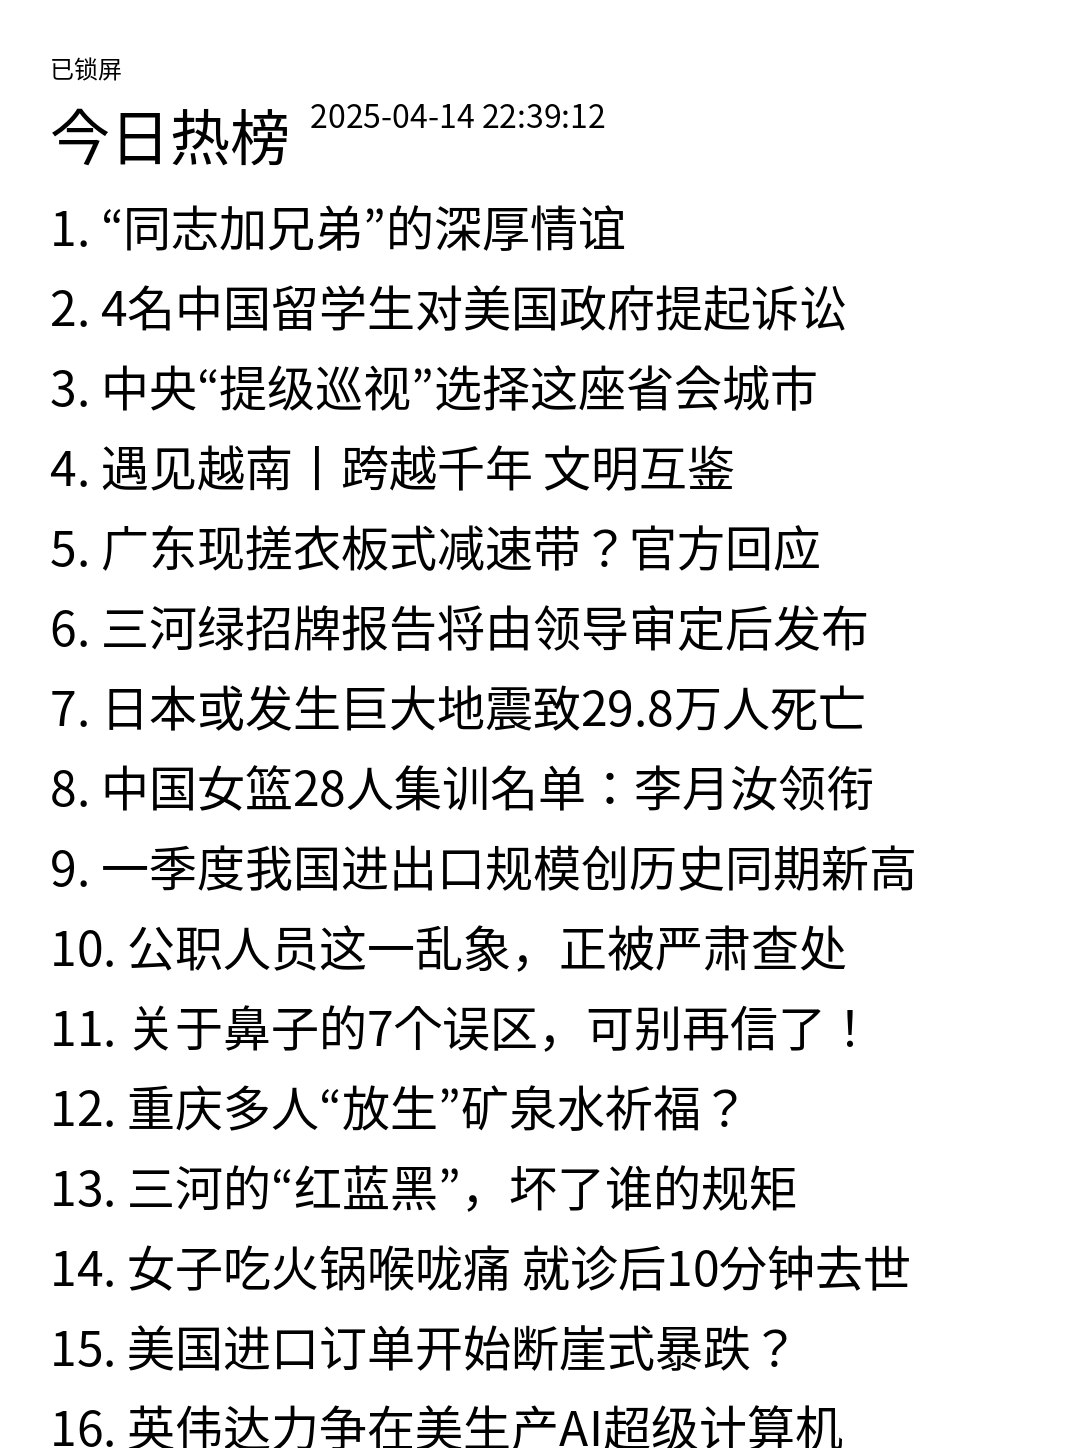 已锁屏
今日热榜 2025-04-14 22:39:12
1. “同志加兄弟”的深厚情谊
2. 4名中国留学生对美国政府提起诉讼
3. 中央“提级巡视”选择这座省会城市
4. 遇见越南丨跨越千年 文明互鉴
5. 广东现搓衣板式减速带？官方回应
6. 三河绿招牌报告将由领导审定后发布
7. 日本或发生巨大地震致29.8万人死亡
8. 中国女篮28人集训名单：李月汝领衔
9. 一季度我国进出口规模创历史同期新高
10. 公职人员这一乱象，正被严肃查处
11. 关于鼻子的7个误区，可别再信了！
12. 重庆多人“放生”矿泉水祈福？
13. 三河的“红蓝黑”，坏了谁的规矩
14. 女子吃火锅喉咙痛 就诊后10分钟去世
15. 美国进口订单开始断崖式暴跌？
16. 英伟达力争在美生产AI超级计算机